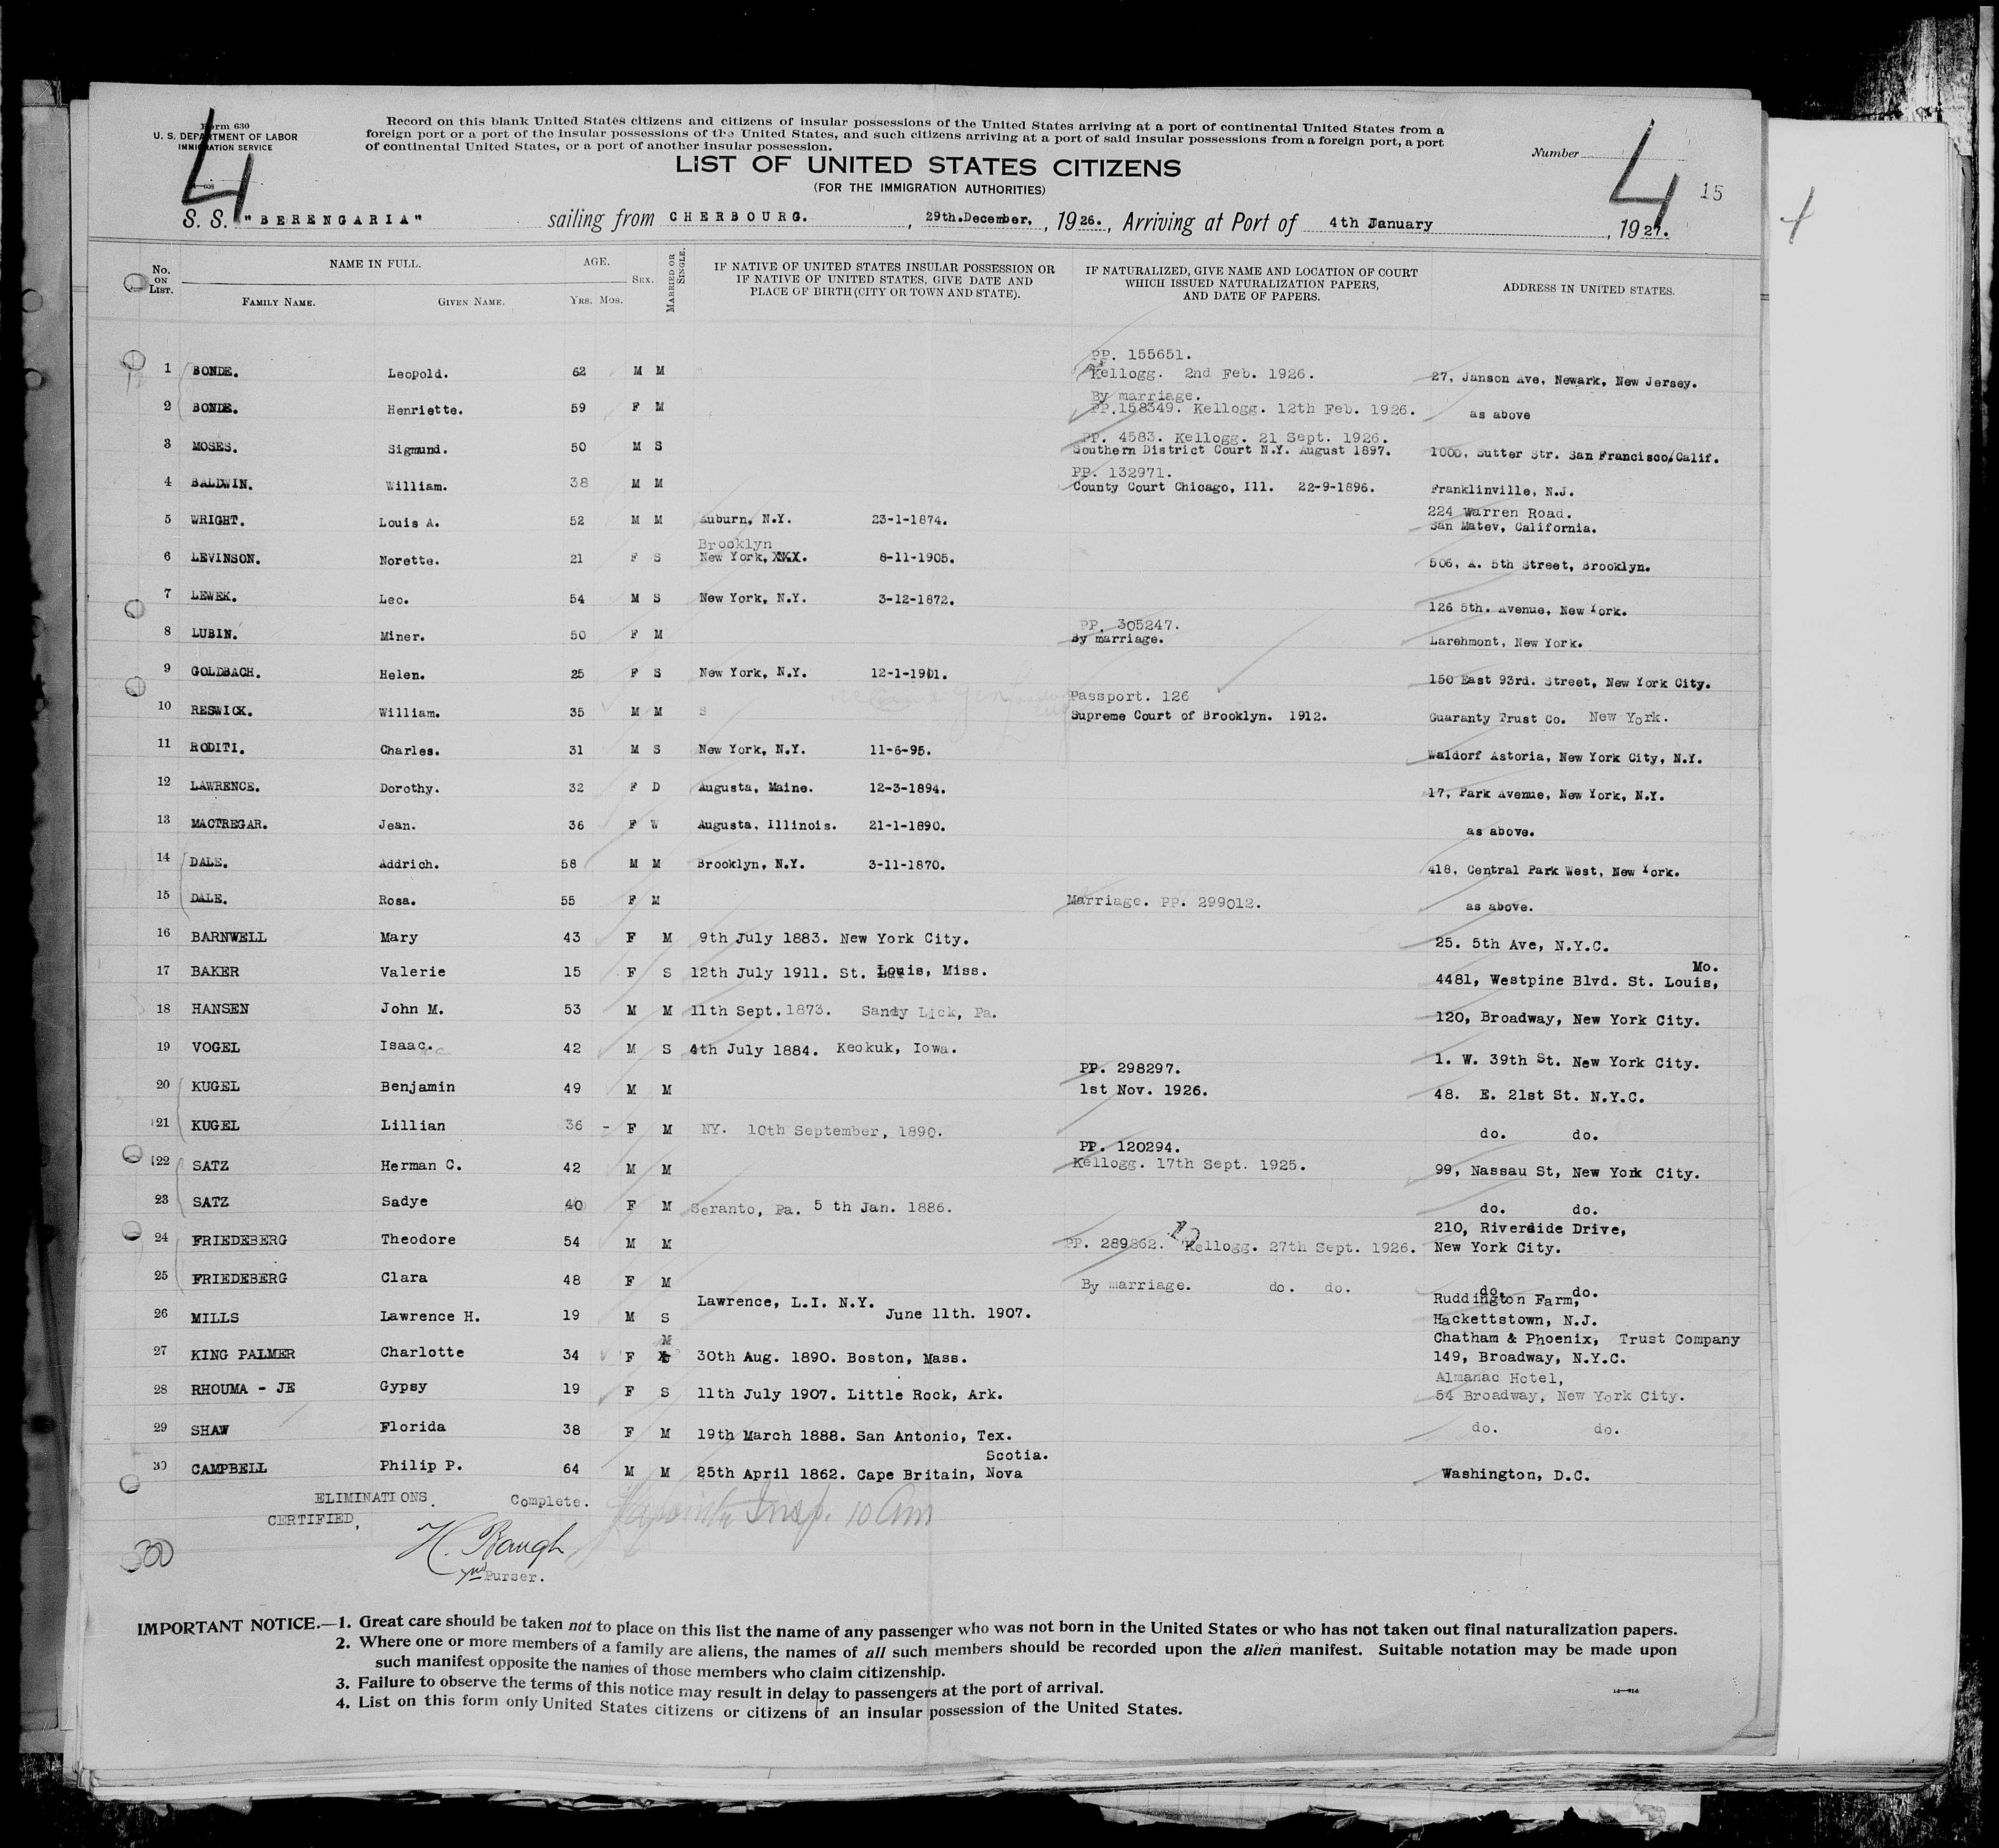 Form 630
U. S. DEPARTMENT OF LABOR
IMMIGRATION SERVICE
Record on this blank United States citizens and citizens of insular possessions of the United States arriving at a port of continental United States from a
foreign port or a port of the insular possessions of the United States, and such citizens arriving at a port of said insular possessions from a foreign port, a port
of continental United States, or a port of another insular possession.
4
4
Number
15
4
LIST OF UNITED STATES CITIZENS
(FOR THE IMMIGRATION AUTHORITIES)
S. S. "BERENGARIA" sailing from CHERBOURG. , 29th.December, , 1926. , Arriving at Port of 4th January , 1927.
No. ON LIST. NAME IN FULL. FAMILY NAME. GIVEN NAME. AGE. YRS. MOS. SEX. MARRIED OR SINGLE. IF NATIVE OF UNITED STATES INSULAR POSSESSION OR IF NATIVE OF UNITED STATES, GIVE DATE AND PLACE OF BIRTH (CITY OR TOWN AND STATE). IF NATURALIZED, GIVE NAME AND LOCATION OF COURT WHICH ISSUED NATURALIZATION PAPERS, AND DATE OF PAPERS. ADDRESS IN UNITED STATES.
PP. 155651.
1 BONDE. Leopold. 62 M M Kellogg. 2nd Feb. 1926. 27, Janson Ave, Newark, New Jersey.
By marriage.
2 BONDE. Henriette. 59 F M PP.158349. Kellogg. 12th Feb. 1926. as above
PP. 4583. Kellogg. 21 Sept. 1926.
3 MOSES. Sigmund. 50 M S Southern District Court N.Y. August 1897. 1000, Sutter Str. San Francisco/Calif.
PP. 132971.
4 BALDWIN. William. 38 M M County Court Chicago, Ill. 22-9-1896. Franklinville, N.J.
224 Warren Road.
5 WRIGHT. Louis A. 52 M M Auburn, N.Y. 23-1-1874. San Matev, California.
Brooklyn
6 LEVINSON. Norette. 21 F S New York, XXX. 8-11-1905. 506, A. 5th Street, Brooklyn.
7 LEWEK. Leo. 54 M S New York, N.Y. 3-12-1872. 126 5th. Avenue, New York.
PP. 305247.
8 LUBIN. Miner. 50 F M By marriage. Larehmont, New York.
9 GOLDBACH. Helen. 25 F S New York, N.Y. 12-1-1901. 150 East 93rd. Street, New York City.
Passport. 126
10 RESWICK. William. 35 M M S Supreme Court of Brooklyn. 1912. Guaranty Trust Co. New York.
11 RODITI. Charles. 31 M S New York, N.Y. 11-6-95. Waldorf Astoria, New York City, N.Y.
12 LAWRENCE. Dorothy. 32 F D Augusta, Maine. 12-3-1894. 17, Park Avenue, New York, N.Y.
13 MACTREGAR. Jean. 36 F W Augusta, Illinois. 21-1-1890. as above.
14 DALE. Addrich. 58 M M Brooklyn, N.Y. 3-11-1870. 418, Central Park West, New York.
15 DALE. Rosa. 55 F M Marriage. PP. 299012. as above.
16 BARNWELL Mary 43 F M 9th July 1883. New York City. 25. 5th Ave, N.Y.C.
Mo.
17 BAKER Valerie 15 F S 12th July 1911. St. Louis, Miss. 4481, Westpine Blvd. St. Louis,
18 HANSEN John M. 53 M M 11th Sept. 1873. Sandy Lick, Pa. 120, Broadway, New York City.
19 VOGEL Isaac. 42 M S 4th July 1884. Keokuk, Iowa. 1. W. 39th St. New York City.
PP. 298297.
20 KUGEL Benjamin 49 M M 1st Nov. 1926. 48. E. 21st St. N.Y.C.
21 KUGEL Lillian 36 - F M NY. 10th September, 1890. do. do.
PP. 120294.
22 SATZ Herman C. 42 M M Kellogg. 17th Sept. 1925. 99, Nassau St, New York City.
23 SATZ Sadye 40 F M Seranto, Pa. 5 th Jan. 1886. do. do.
12 210, Riverside Drive,
24 FRIEDEBERG Theodore 54 M M PP. 289862. Kellogg. 27th Sept. 1926. New York City.
25 FRIEDEBERG Clara 48 F M By marriage. do. do. do. do.
Lawrence, L.I. N.Y. Ruddington Farm,
26 MILLS Lawrence H. 19 M S June 11th. 1907. Hackettstown, N.J.
M Chatham & Phoenix, Trust Company
27 KING PALMER Charlotte 34 F 30th Aug. 1890. Boston, Mass. 149, Broadway, N.Y.C.
Almanac Hotel,
28 RHOUMA - JE Gypsy 19 F S 11th July 1907. Little Rock, Ark. 54 Broadway, New York City.
29 SHAW Florida 38 F M 19th March 1888. San Antonio, Tex. do. do.
Scotia.
30 CAMPBELL Philip P. 64 M M 25th April 1862. Cape Britain, Nova Washington, D.C.
ELIMINATIONS. Complete.
CERTIFIED.
Insp. 10 Am
H. Baugh
Purser.
30
IMPORTANT NOTICE.—1. Great care should be taken not to place on this list the name of any passenger who was not born in the United States or who has not taken out final naturalization papers.
2. Where one or more members of a family are aliens, the names of all such members should be recorded upon the alien manifest. Suitable notation may be made upon
such manifest opposite the names of those members who claim citizenship.
3. Failure to observe the terms of this notice may result in delay to passengers at the port of arrival.
4. List on this form only United States citizens or citizens of an insular possession of the United States.